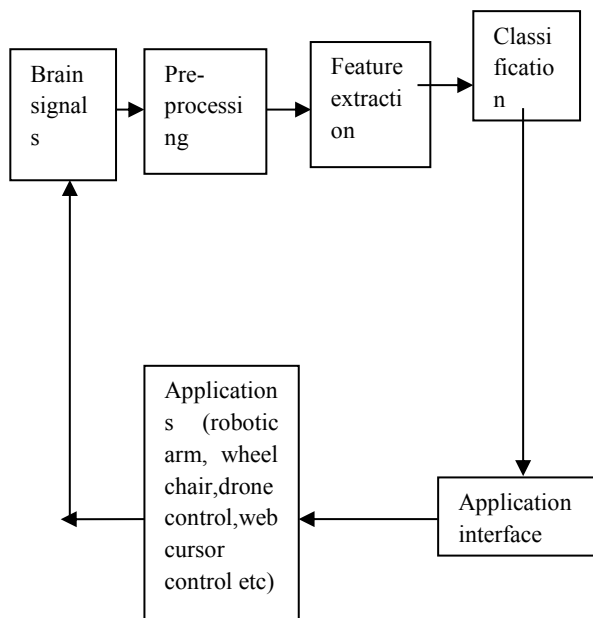 Brain
signal
s
Pre-
processi
ng
Feature
extracti
on
Classi
ficatio
n
Application
s (robotic
arm, wheel
chair,drone
control,web
cursor
control etc)
Application
interface